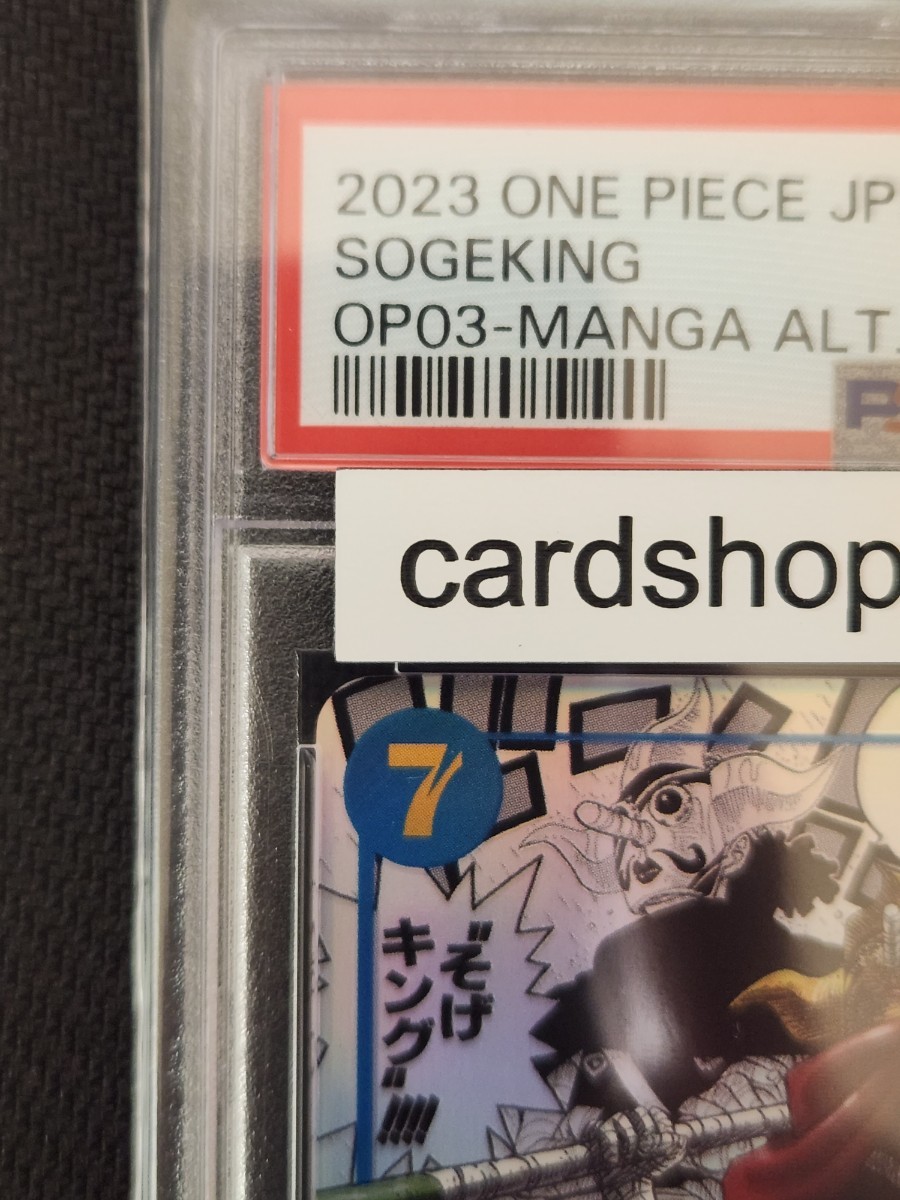 2023 ONE PIECE JP
SOGEKING
OP03-MANGA ALT.
cardshop
7
"そげ
キング"!!!!